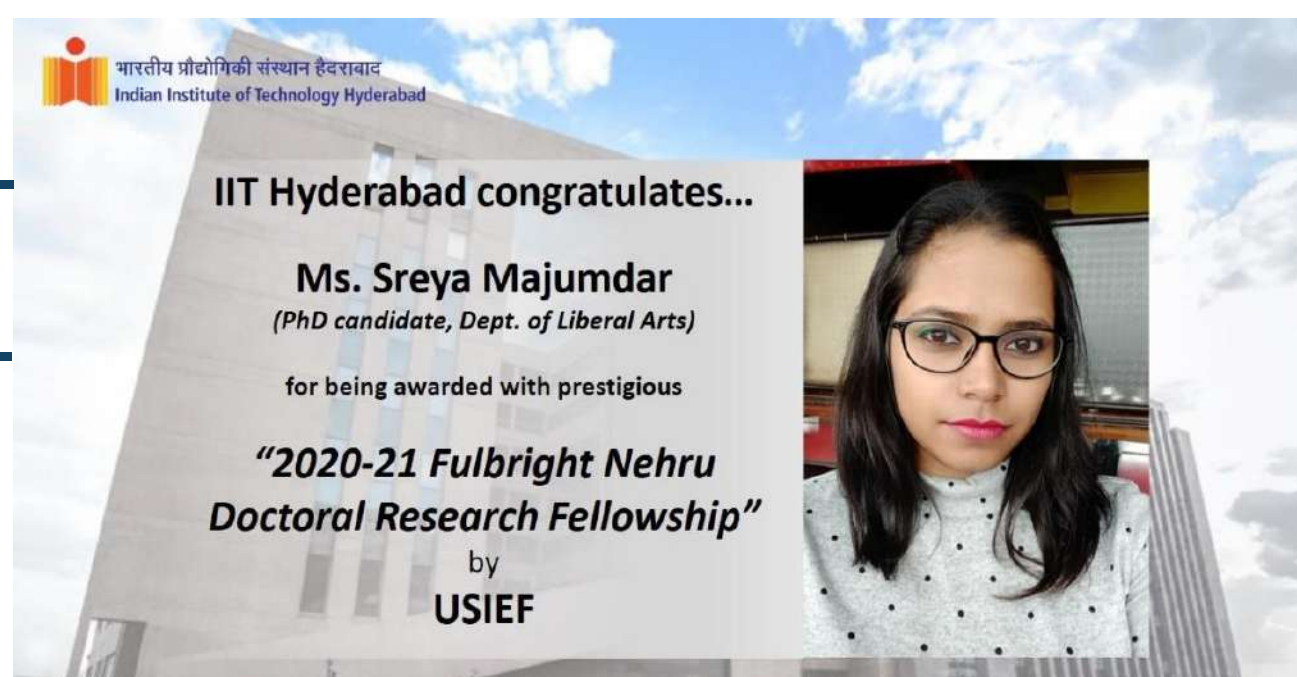 भारतीय प्रौद्योगिकी संस्थान हैदराबाद
Indian Institute of Technology Hyderabad
IIT Hyderabad congratulates...
Ms. Sreya Majumdar
(PhD candidate, Dept. of Liberal Arts)
for being awarded with prestigious
“2020-21 Fulbright Nehru
Doctoral Research Fellowship”
by
USIEF